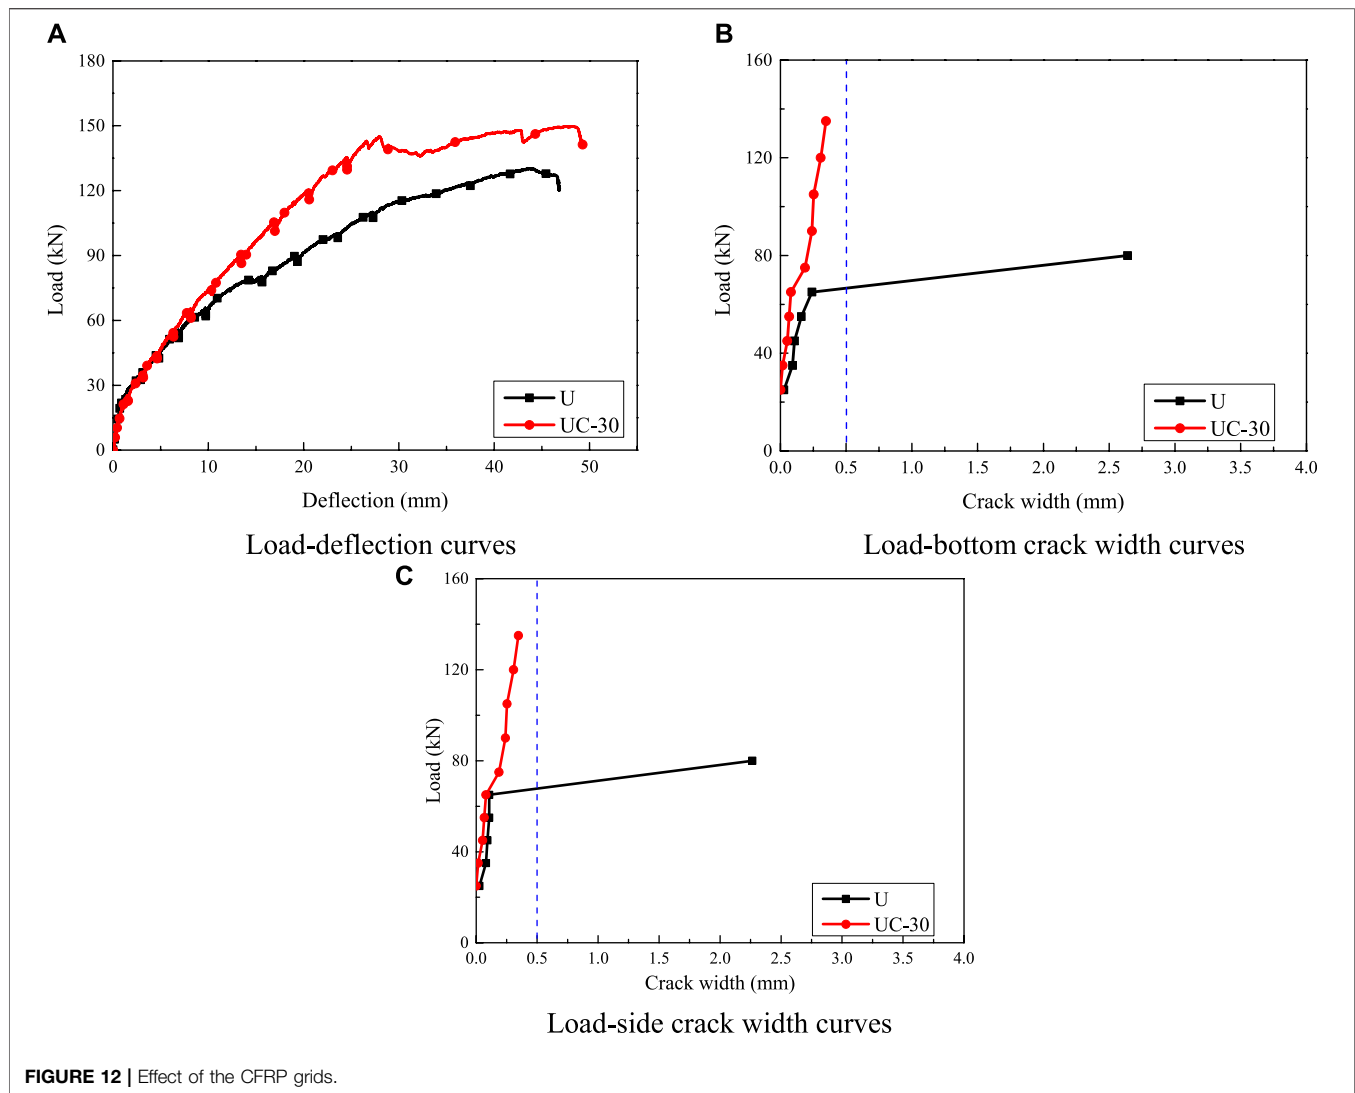 A
180
150
120
90
60
30
0
Load (kN)
0 10 20 30 40 50
Deflection (mm)
U
UC-30
Load-deflection curves
B
160
120
80
40
0
Load (kN)
0.0 0.5 1.0 1.5 2.0 2.5 3.0 3.5 4.0
Crack width (mm)
U
UC-30
Load-bottom crack width curves
C
160
120
80
40
0
Load (kN)
0.0 0.5 1.0 1.5 2.0 2.5 3.0 3.5 4.0
Crack width (mm)
U
UC-30
Load-side crack width curves
FIGURE 12 | Effect of the CFRP grids.